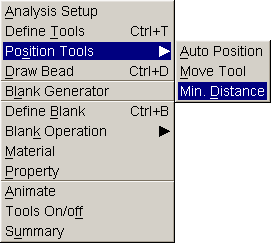 Analysis Setup
Define Tools Ctrl+T
Position Tools
Draw Bead Ctrl+D
Blank Generator
Define Blank Ctrl+B
Blank Operation
Material
Property
Animate
Tools On/off
Summary
Auto Position
Move Tool
Min. Distance